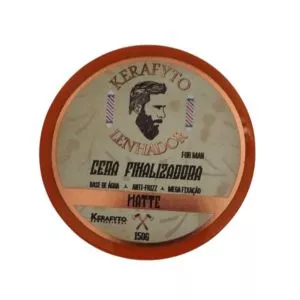 KERAFYTO
LENHADOR
FOR MAN
CERA FINALIZADORA
BASE DE ÁGUA ANTI-FRIZZ MEGA FIXAÇÃO
MATTE
KERAFYTO
150G